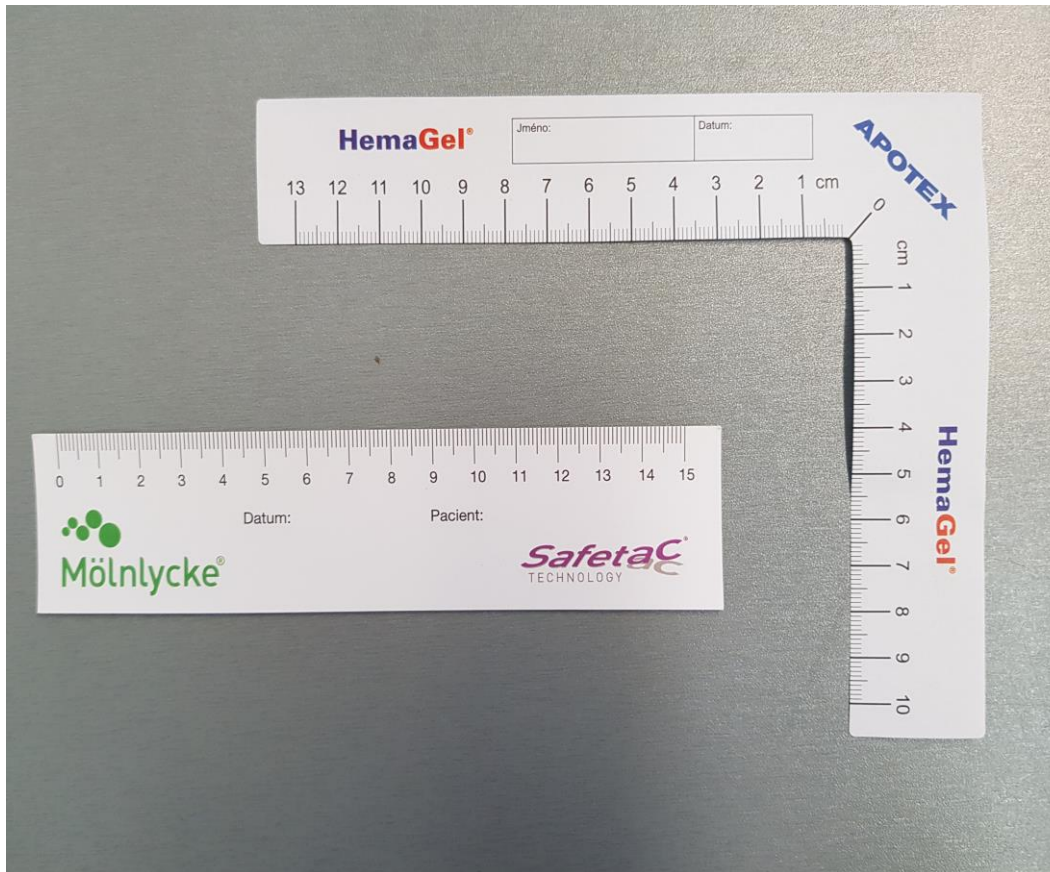 HemaGel®
Jméno: Datum:
APOTEX
13 12 11 10 9 8 7 6 5 4 3 2 1 cm
0
cm
1
2
3
4
5
6
7
8
9
10
HemaGel®
0 1 2 3 4 5 6 7 8 9 10 11 12 13 14 15
Datum: Pacient:
Mölnlycke®
Safetac®
TECHNOLOGY